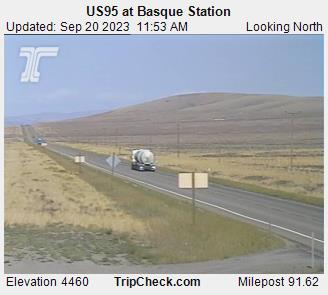 US95 at Basque Station
Updated: Sep 20 2023 11:53 AM Looking North
Elevation 4460 TripCheck.com Milepost 91.62